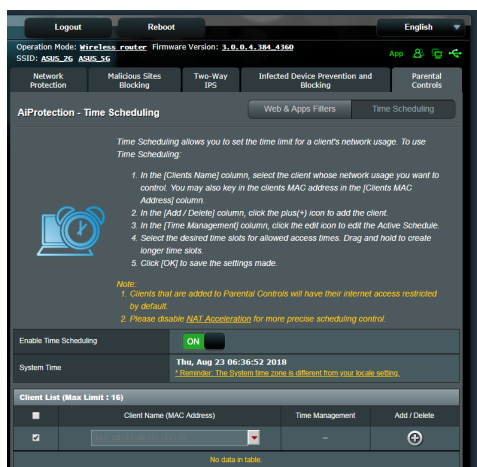 Logout Reboot English
Operation Mode: Wireless router Firmware Version: 3.0.0.4.384_4360
SSID: ASUS_2G ASUS_5G
App
Network Protection
Malicious Sites Blocking
Two-Way IPS
Infected Device Prevention and Blocking
Parental Controls
AiProtection - Time Scheduling
Web & Apps Filters Time Scheduling
Time Scheduling allows you to set the time limit for a client's network usage. To use
Time Scheduling:
1. In the [Clients Name] column, select the client whose network usage you want to
control. You may also key in the clients MAC address in the [Clients MAC
Address] column.
2. In the [Add / Delete] column, click the plus(+) icon to add the client.
3. In the [Time Management] column, click the edit icon to edit the Active Schedule.
4. Select the desired time slots for allowed access times. Drag and hold to create
longer time slots.
5. Click [OK] to save the settings made.
Note:
1. Clients that are added to Parental Controls will have their internet access restricted
by default.
2. Please disable NAT Acceleration for more precise scheduling control.
Enable Time Scheduling ON
System Time
Thu, Aug 23 06:36:52 2018
* Reminder: The System time zone is different from your locale setting.
Client List (Max Limit : 16)
Client Name (MAC Address) Time Management Add / Delete
–
No data in table.